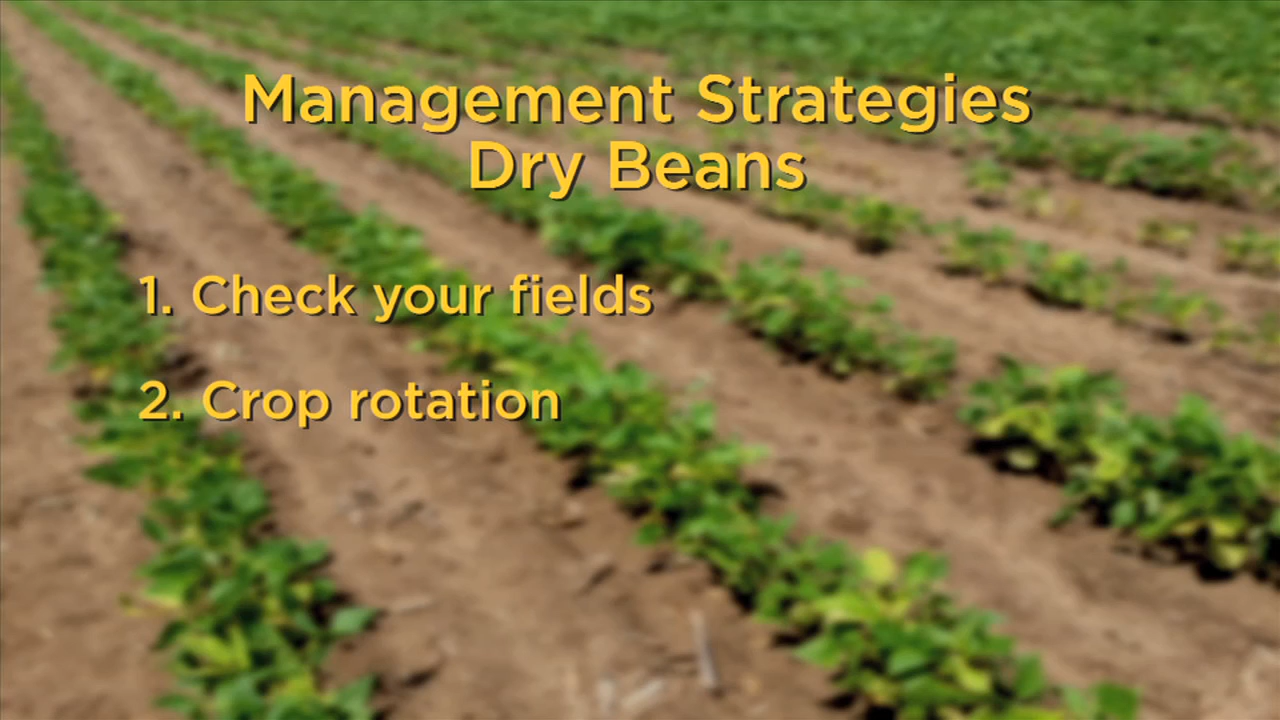 Management Strategies
Dry Beans
1. Check your fields
2. Crop rotation